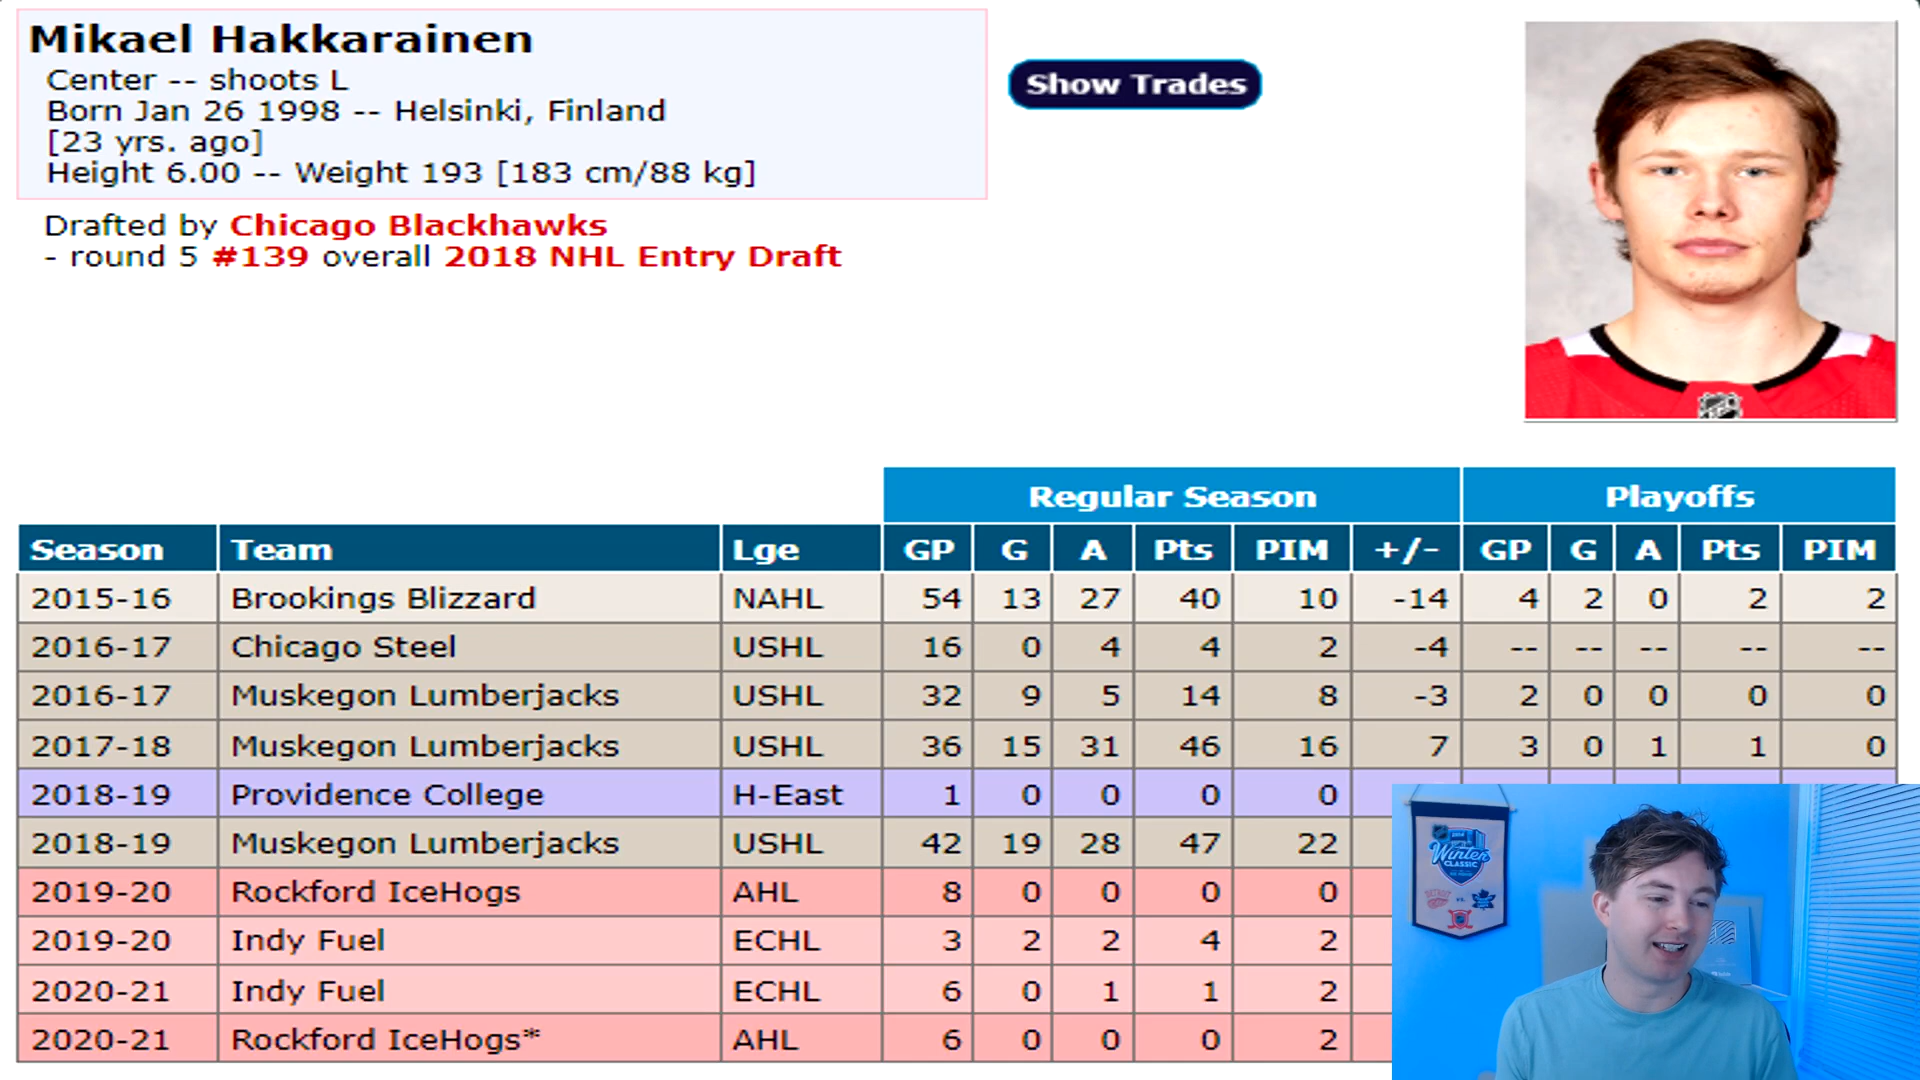 Mikael Hakkarainen
Center -- shoots L
Born Jan 26 1998 -- Helsinki, Finland
[23 yrs. ago]
Height 6.00 -- Weight 193 [183 cm/88 kg]
Show Trades
Drafted by Chicago Blackhawks
- round 5 #139 overall 2018 NHL Entry Draft
Regular Season Playoffs
Season Team Lge GP G A Pts PIM +/- GP G A Pts PIM
2015-16 Brookings Blizzard NAHL 54 13 27 40 10 -14 4 2 0 2 2
2016-17 Chicago Steel USHL 16 0 4 4 2 -4 -- -- -- -- --
2016-17 Muskegon Lumberjacks USHL 32 9 5 14 8 -3 2 0 0 0 0
2017-18 Muskegon Lumberjacks USHL 36 15 31 46 16 7 3 0 1 1 0
2018-19 Providence College H-East 1 0 0 0 0
2018-19 Muskegon Lumberjacks USHL 42 19 28 47 22
2019-20 Rockford IceHogs AHL 8 0 0 0 0
2019-20 Indy Fuel ECHL 3 2 2 4 2
2020-21 Indy Fuel ECHL 6 0 1 1 2
2020-21 Rockford IceHogs* AHL 6 0 0 0 2
Winter
CLASSIC